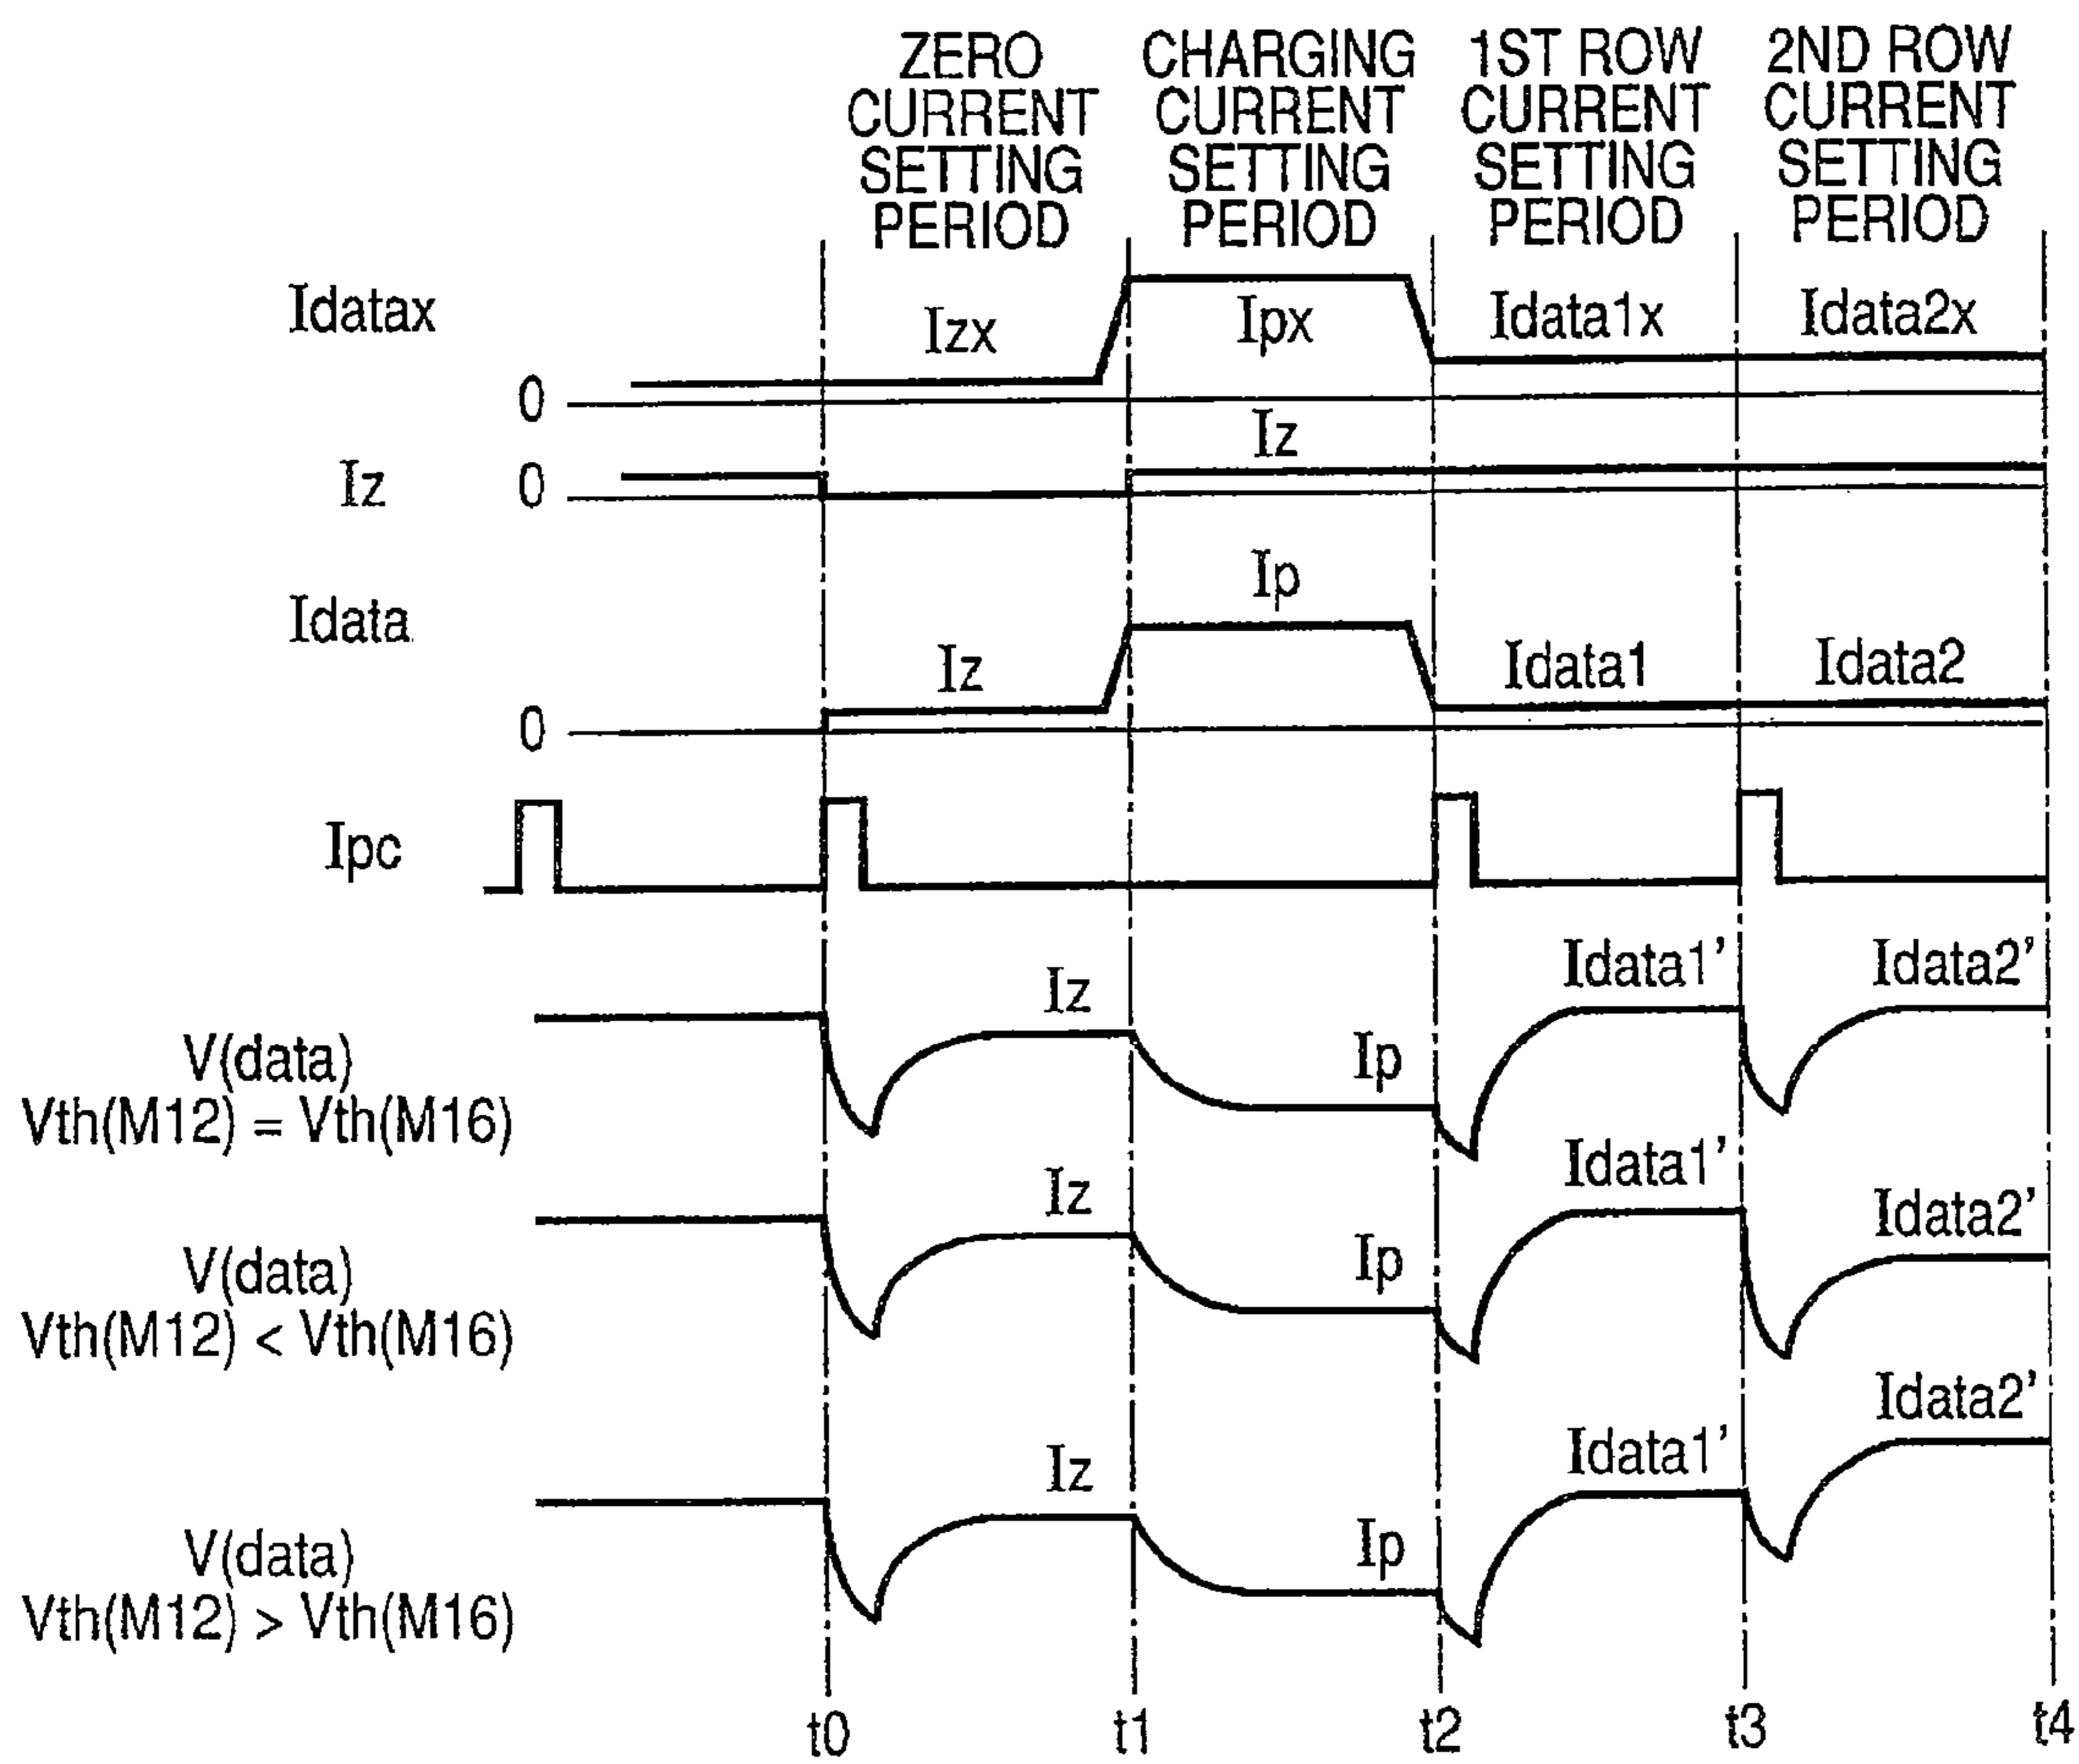 ZERO
CURRENT
SETTING
PERIOD
CHARGING
CURRENT
SETTING
PERIOD
1ST ROW
CURRENT
SETTING
PERIOD
2ND ROW
CURRENT
SETTING
PERIOD
Idatax
0
Izx
Ipx
Idata1x
Idata2x
Iz
0
Iz
Idata
0
Iz
Ip
Idata1
Idata2
Ipc
V(data)
Vth(M12) = Vth(M16)
Iz
Ip
Idata1’
Idata2’
V(data)
Vth(M12) < Vth(M16)
Iz
Ip
Idata1’
Idata2’
V(data)
Vth(M12) > Vth(M16)
Iz
Ip
Idata1’
Idata2’
t0
t1
t2
t3
t4